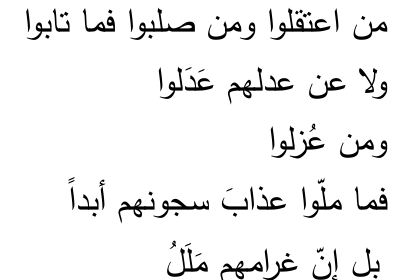 من اعتقلوا ومن صلبوا فما تابوا
ولا عن عدلهم عَدَلوا
ومن عُزلوا
فما ملّوا عذابَ سجونهم أبداً
بل إنّ غرامهم مَلَلُ